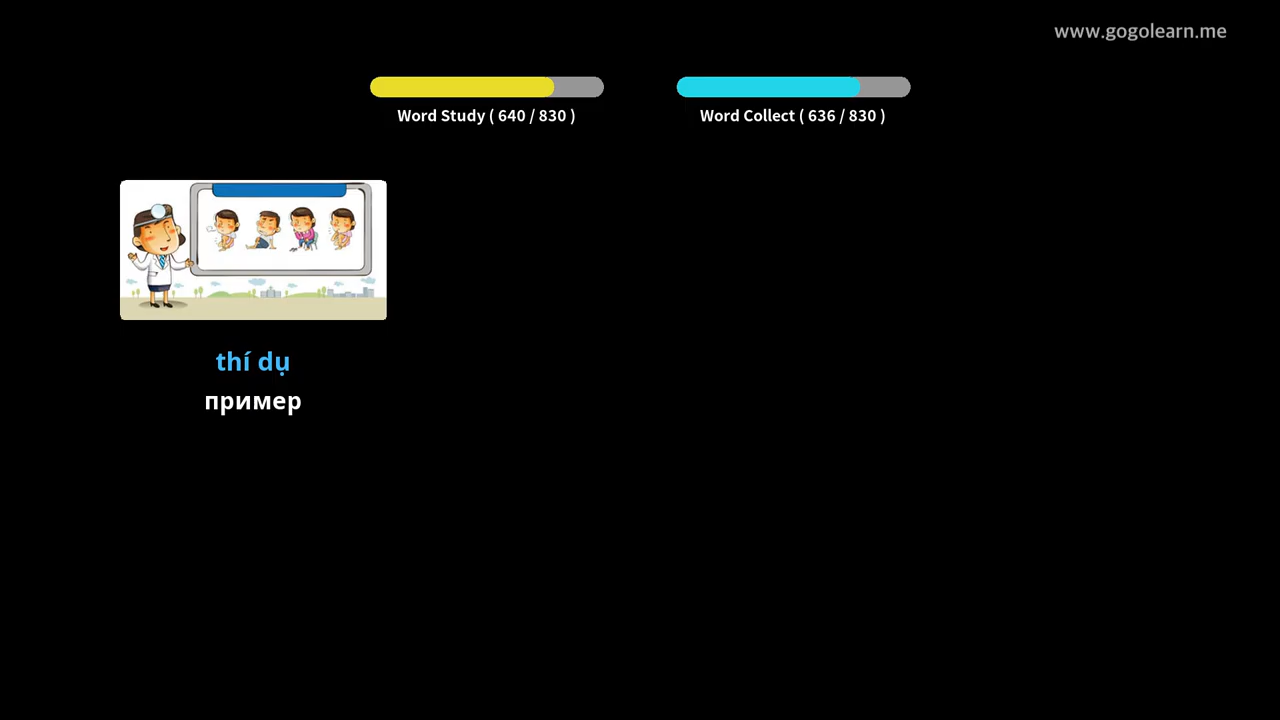 www.gogolearn.me
Word Study ( 640 / 830 )
Word Collect ( 636 / 830 )
thí dụ
пример